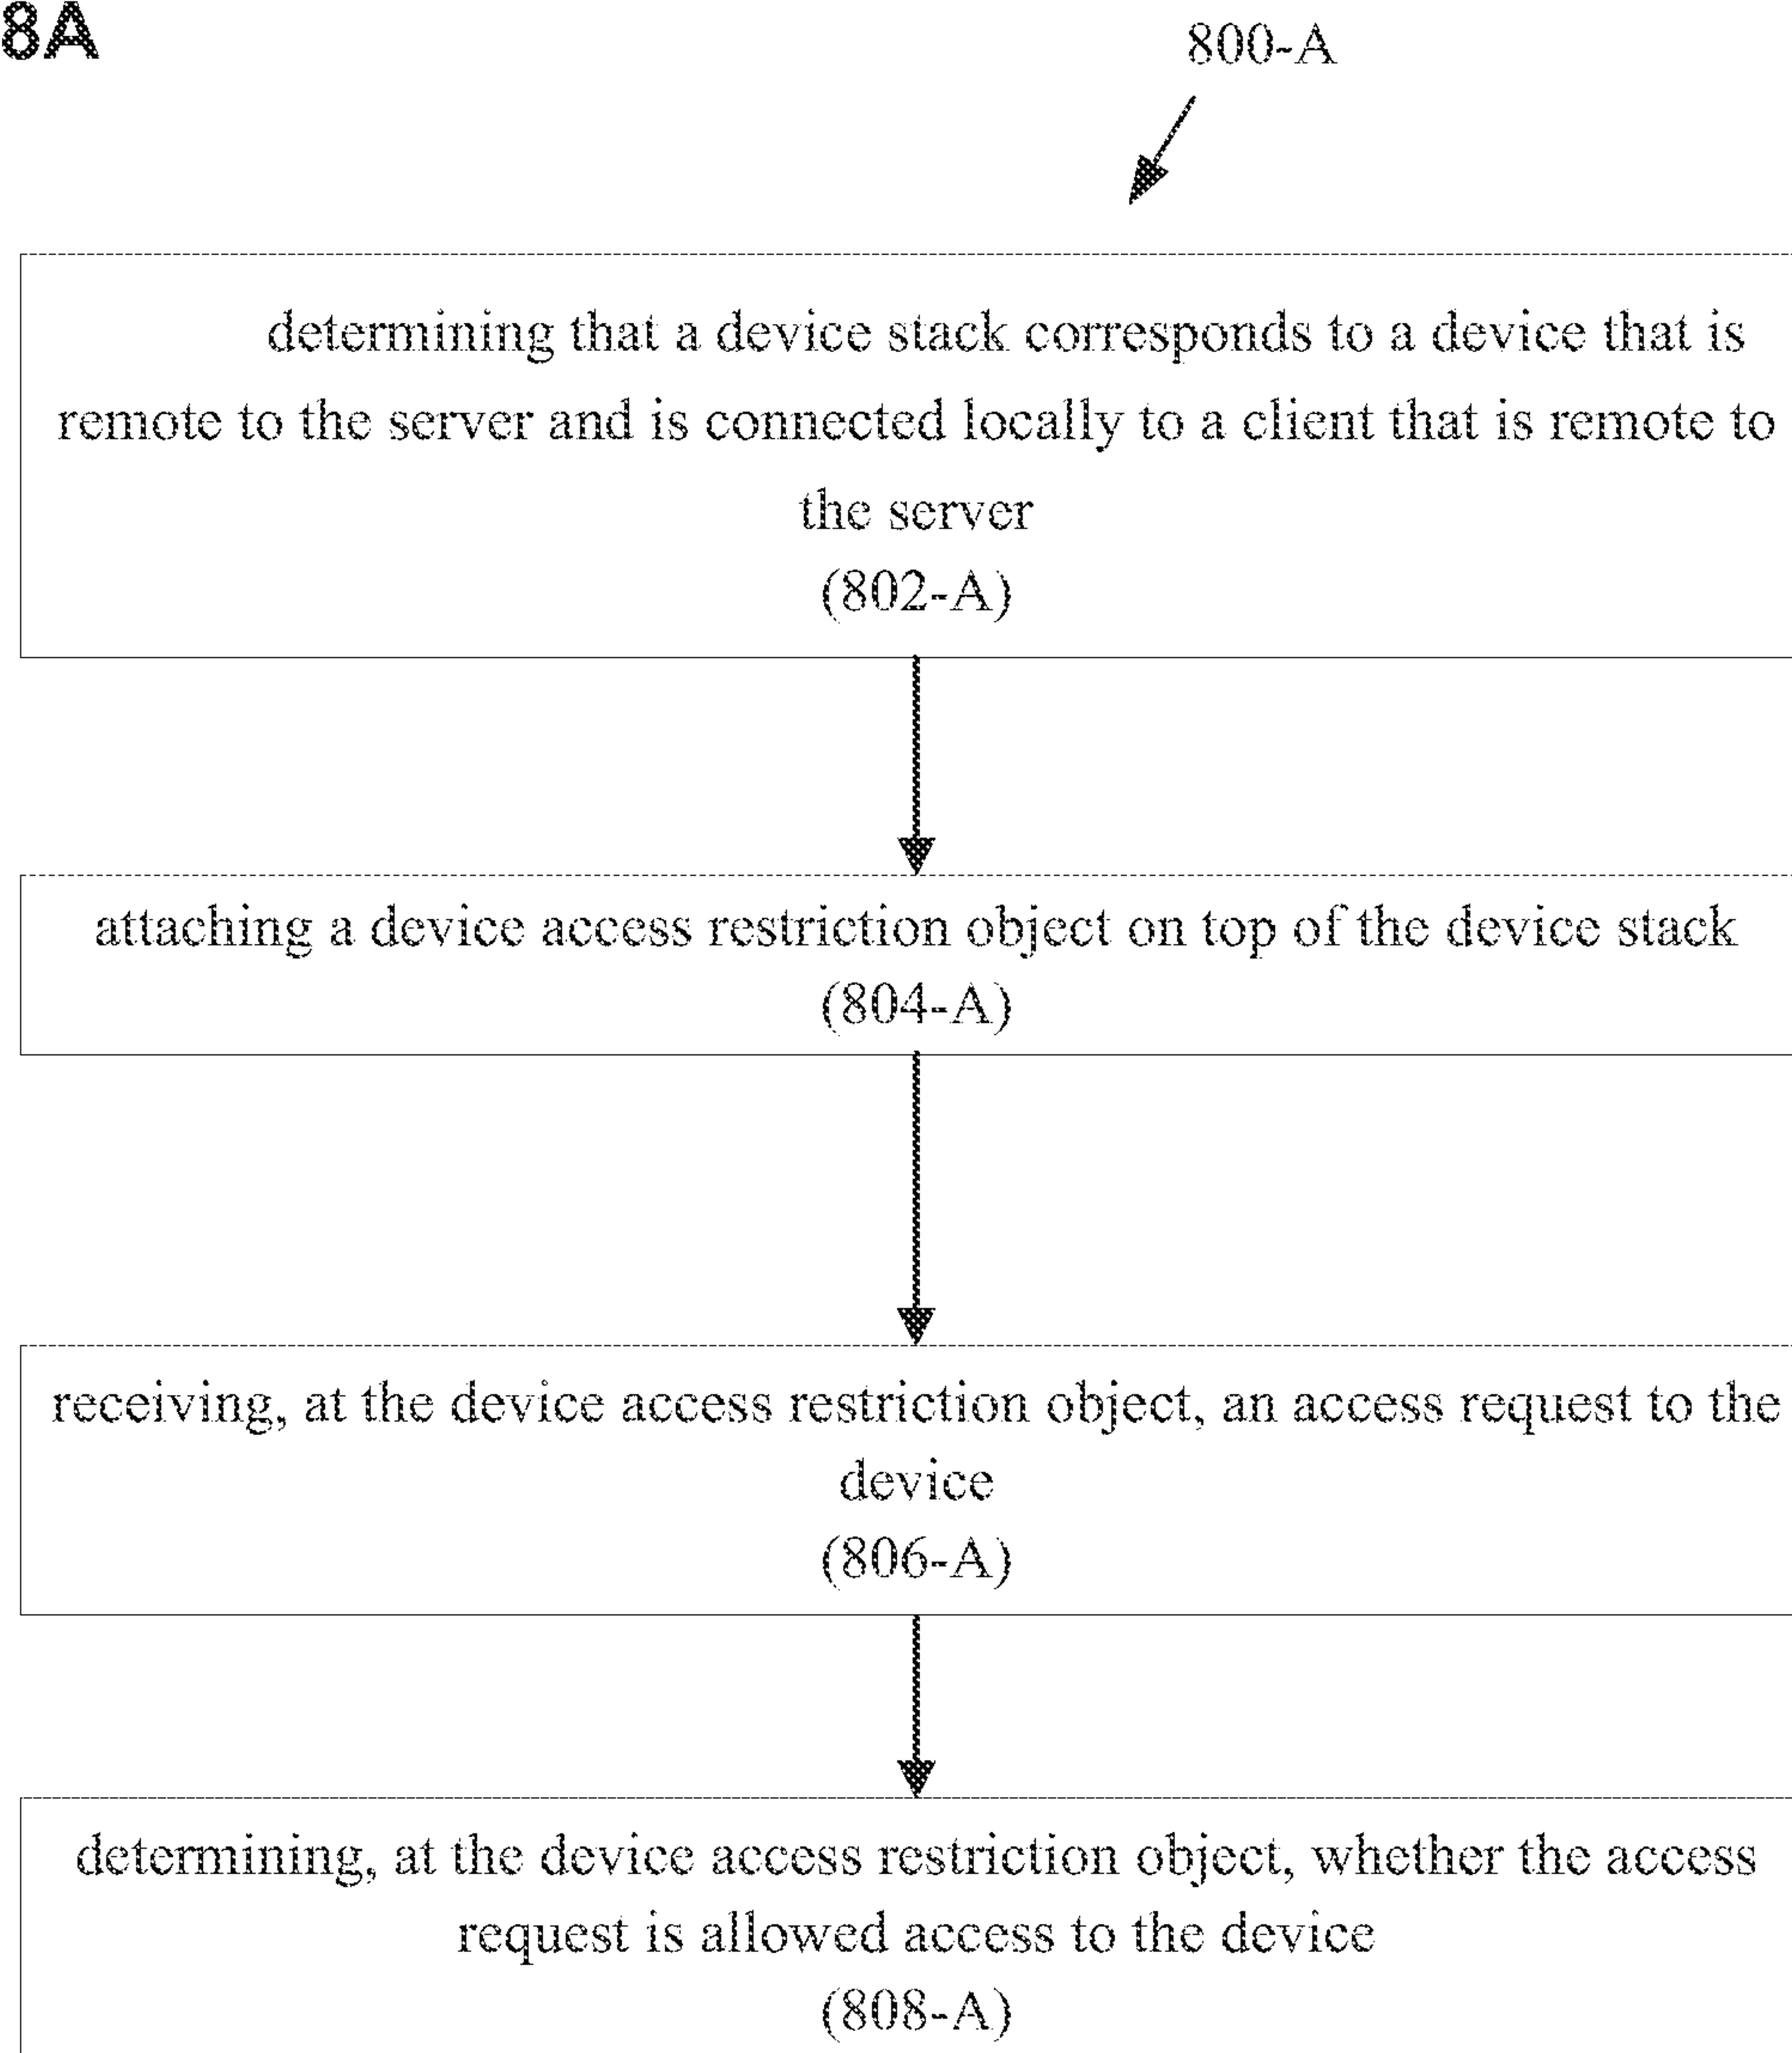 8A
800-A
determining that a device stack corresponds to a device that is
remote to the server and is connected locally to a client that is remote to
the server
(802-A)
attaching a device access restriction object on top of the device stack
(804-A)
receiving, at the device access restriction object, an access request to the
device
(806-A)
determining, at the device access restriction object, whether the access
request is allowed access to the device
(808-A)